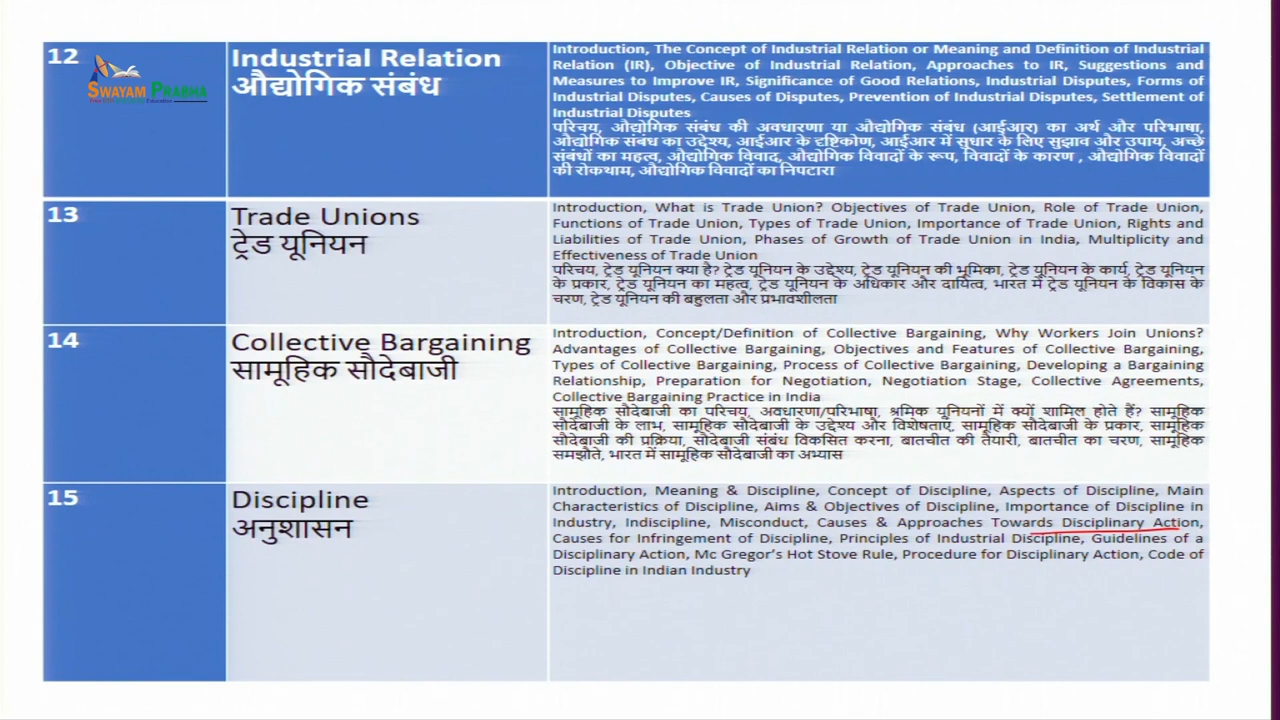 12
SWAYAM PRABHA
Industrial Relation
औद्योगिक संबंध
Introduction, The Concept of Industrial Relation or Meaning and Definition of Industrial
Relation (IR), Objective of Industrial Relation, Approaches to IR, Suggestions and
Measures to Improve IR, Significance of Good Relations, Industrial Disputes, Forms of
Industrial Disputes, Causes of Disputes, Prevention of Industrial Disputes, Settlement of
Industrial Disputes
परिचय, औद्योगिक संबंध की अवधारणा या औद्योगिक संबंध (आईआर) का अर्थ और परिभाषा,
औद्योगिक संबंध का उद्देश्य, आईआर के दृष्टिकोण, आईआर में सुधार के लिए सुझाव और उपाय, अच्छे
संबंधों का महत्व, औद्योगिक विवाद, औद्योगिक विवादों के रूप, विवादों के कारण , औद्योगिक विवादों
की रोकथाम, औद्योगिक विवादों का निपटारा
13
Trade Unions
ट्रेड यूनियन
Introduction, What is Trade Union? Objectives of Trade Union, Role of Trade Union,
Functions of Trade Union, Types of Trade Union, Importance of Trade Union, Rights and
Liabilities of Trade Union, Phases of Growth of Trade Union in India, Multiplicity and
Effectiveness of Trade Union
परिचय, ट्रेड यूनियन क्या है? ट्रेड यूनियन के उद्देश्य, ट्रेड यूनियन की भूमिका, ट्रेड यूनियन के कार्य, ट्रेड यूनियन
के प्रकार, ट्रेड यूनियन का महत्व, ट्रेड यूनियन के अधिकार और दायित्व, भारत में ट्रेड यूनियन के विकास के
चरण, ट्रेड यूनियन की बहुलता और प्रभावशीलता
14
Collective Bargaining
सामूहिक सौदेबाजी
Introduction, Concept/Definition of Collective Bargaining, Why Workers Join Unions?
Advantages of Collective Bargaining, Objectives and Features of Collective Bargaining,
Types of Collective Bargaining, Process of Collective Bargaining, Developing a Bargaining
Relationship, Preparation for Negotiation, Negotiation Stage, Collective Agreements,
Collective Bargaining Practice in India
सामूहिक सौदेबाजी का परिचय, अवधारणा/परिभाषा, श्रमिक यूनियनों में क्यों शामिल होते हैं? सामूहिक
सौदेबाजी के लाभ, सामूहिक सौदेबाजी के उद्देश्य और विशेषताएं, सामूहिक सौदेबाजी के प्रकार, सामूहिक
सौदेबाजी की प्रक्रिया, सौदेबाजी संबंध विकसित करना, बातचीत की तैयारी, बातचीत का चरण, सामूहिक
समझौते, भारत में सामूहिक सौदेबाजी का अभ्यास
15
Discipline
अनुशासन
Introduction, Meaning & Discipline, Concept of Discipline, Aspects of Discipline, Main
Characteristics of Discipline, Aims & Objectives of Discipline, Importance of Discipline in
Industry, Indiscipline, Misconduct, Causes & Approaches Towards Disciplinary Action,
Causes for Infringement of Discipline, Principles of Industrial Discipline, Guidelines of a
Disciplinary Action, Mc Gregor's Hot Stove Rule, Procedure for Disciplinary Action, Code of
Discipline in Indian Industry